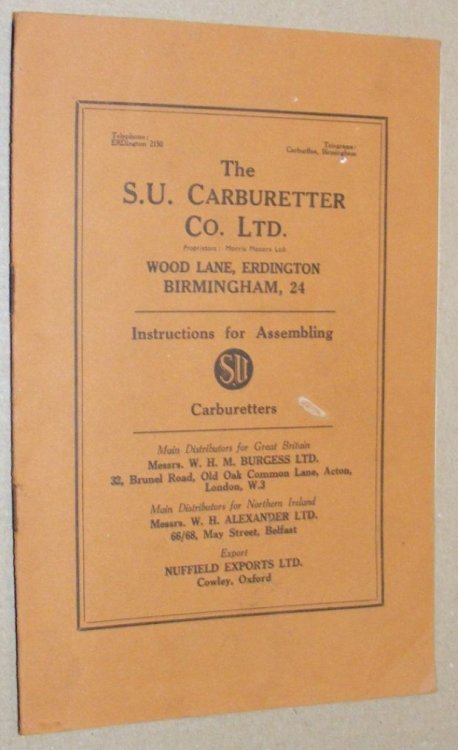 Telephone:
ERDington 2150
Telegrams:
Carburflex, Birmingham
The
S.U. CARBURETTER
CO. LTD.
Proprietors: Morris Motors Ltd.
WOOD LANE, ERDINGTON
BIRMINGHAM, 24
Instructions for Assembling
S.U.
Carburetters
Main Distributors for Great Britain
Messrs. W. H. M. BURGESS LTD.
32, Brunel Road, Old Oak Common Lane, Acton,
London, W.3
Main Distributors for Northern Ireland
Messrs. W. H. ALEXANDER LTD.
66/68, May Street, Belfast
Export
NUFFIELD EXPORTS LTD.
Cowley, Oxford